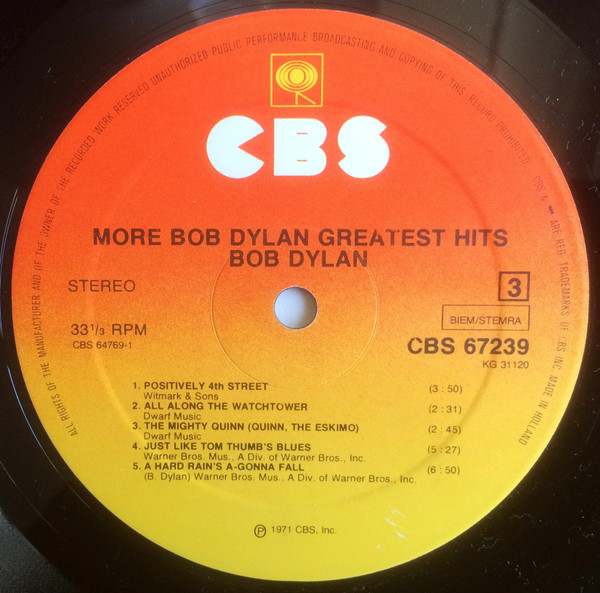 ALL RIGHTS OF THE MANUFACTURER AND OF THE OWNER OF THE RECORDED WORK RESERVED UNAUTHORIZED PUBLIC PERFORMANCE BROADCASTING AND COPYING OF THIS RECORD PROHIBITED. CBS & ARE REG. TRADEMARKS OF CBS INC. MADE IN HOLLAND
CBS
MORE BOB DYLAN GREATEST HITS
BOB DYLAN
STEREO
3
33 1/3 RPM
BIEM/STEMRA
CBS 64769-1
CBS 67239
KG 31120
1. POSITIVELY 4th STREET (3 : 50)
Witmark & Sons
2. ALL ALONG THE WATCHTOWER (2 : 31)
Dwarf Music
3. THE MIGHTY QUINN (QUINN, THE ESKIMO) (2 : 45)
Dwarf Music
4. JUST LIKE TOM THUMB'S BLUES (5 : 27)
Warner Bros. Mus., A Div. of Warner Bros., Inc.
5. A HARD RAIN'S A-GONNA FALL (6 : 50)
(B. Dylan) Warner Bros. Mus., A Div. of Warner Bros., Inc.
℗ 1971 CBS, Inc.